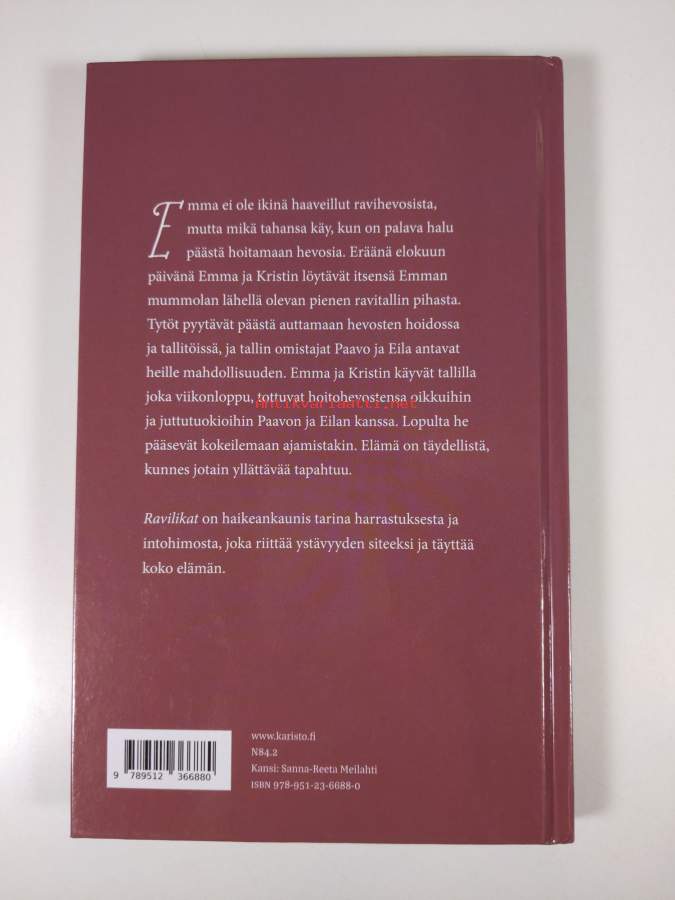 Emma ei ole ikinä haaveillut ravihevosista,
mutta mikä tahansa käy, kun on palava halu
päästä hoitamaan hevosia. Eräänä elokuun
päivänä Emma ja Kristin löytävät itsensä Emman
mummolan lähellä olevan pienen ravitallin pihasta.
Tytöt pyytävät päästä auttamaan hevosten hoidossa
ja tallitöissä, ja tallin omistajat Paavo ja Eila antavat
heille mahdollisuuden. Emma ja Kristin käyvät tallilla
joka viikonloppu, tottuvat hoitohevostensa oikkuihin
antikvariaatti.net
ja juttutuokioihin Paavon ja Eilan kanssa. Lopulta he
pääsevät kokeilemaan ajamistakin. Elämä on täydellistä,
kunnes jotain yllättävää tapahtuu.
Ravilikat on haikeankaunis tarina harrastuksesta ja
intohimosta, joka riittää ystävyyden siteeksi ja täyttää
koko elämän.
www.karisto.fi
N84.2
Kansi: Sanna-Reeta Meilahti
ISBN 978-951-23-6688-0
9 789512 366880